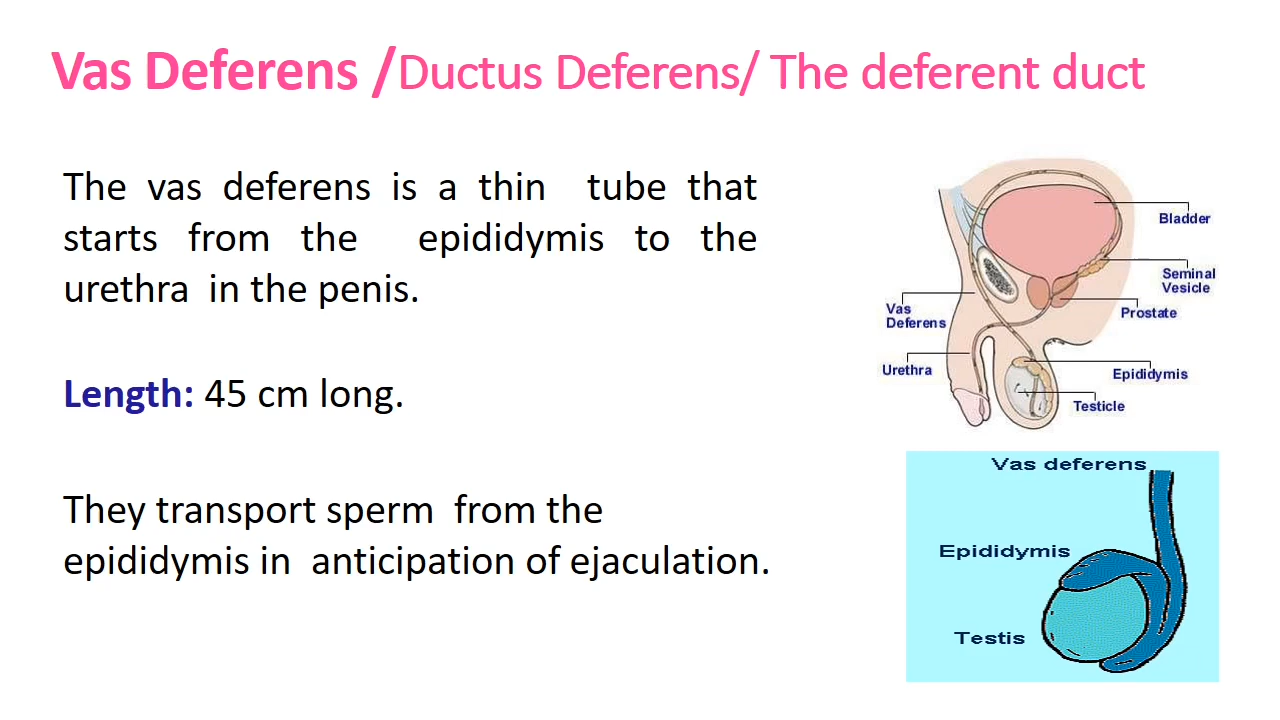 Vas Deferens /Ductus Deferens/ The deferent duct
The vas deferens is a thin tube that
starts from the epididymis to the
urethra in the penis.
Length: 45 cm long.
They transport sperm from the
epididymis in anticipation of ejaculation.
Bladder
Seminal
Vesicle
Vas
Deferens
Prostate
Urethra
Epididymis
Testicle
Vas deferens
Epididymis
Testis